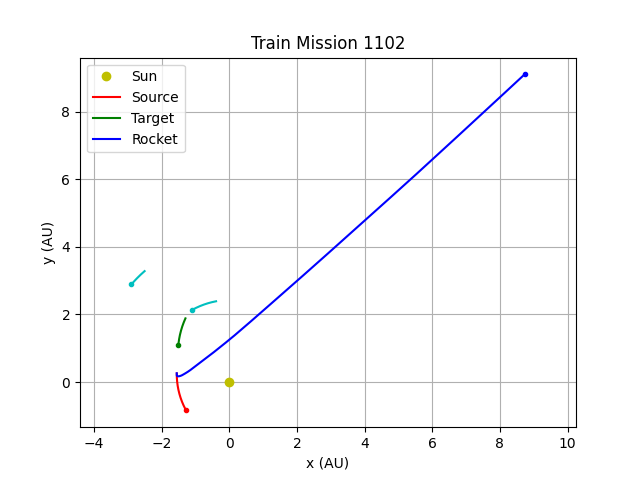 Train Mission 1102
Sun
Source
Target
Rocket
8
6
4
2
0
−4
−2
0
2
4
6
8
10
y (AU)
x (AU)